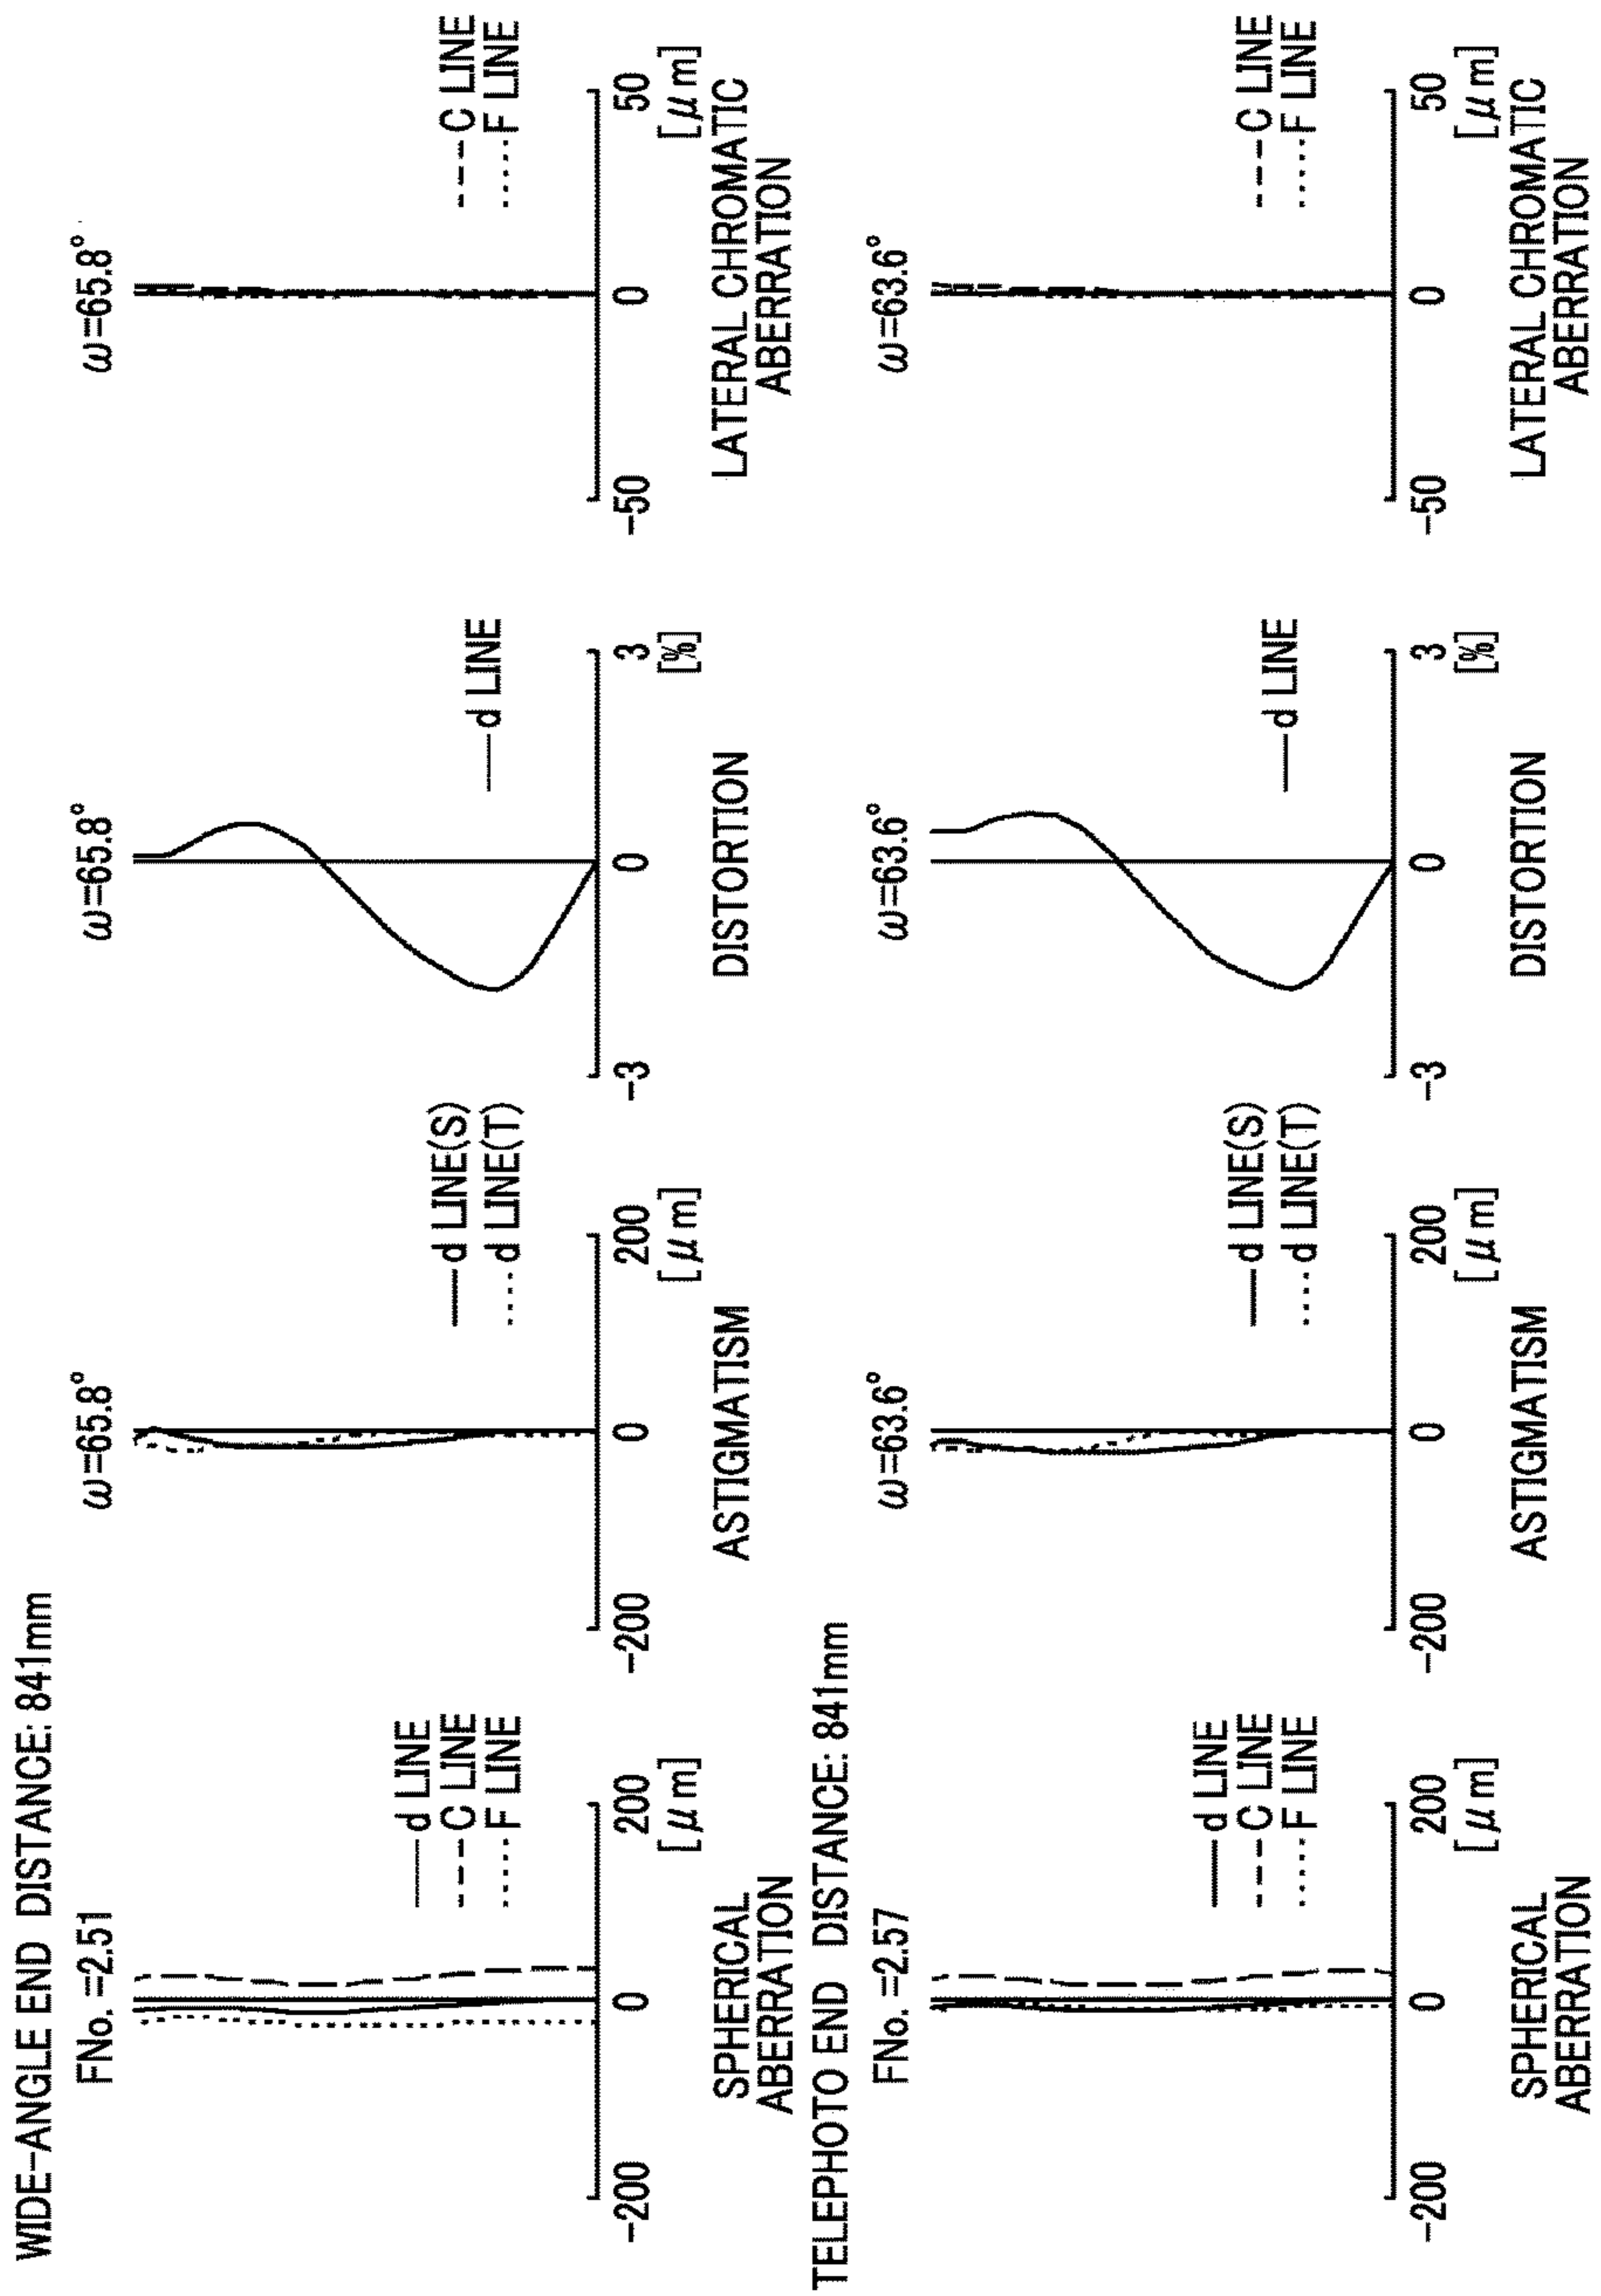 WIDE-ANGLE END DISTANCE: 841mm
FNo. =2.51
d LINE
C LINE
F LINE
-200 0 200
[μm]
SPHERICAL
ABERRATION
ω=65.8°
d LINE(S)
d LINE(T)
-200 0 200
[μm]
ASTIGMATISM
ω=65.8°
d LINE
-3 0 3
[%]
DISTORTION
ω=65.8°
C LINE
F LINE
-50 0 50
[μm]
LATERAL CHROMATIC
ABERRATION
TELEPHOTO END DISTANCE: 841mm
FNo. =2.57
d LINE
C LINE
F LINE
-200 0 200
[μm]
SPHERICAL
ABERRATION
ω=63.6°
d LINE(S)
d LINE(T)
-200 0 200
[μm]
ASTIGMATISM
ω=63.6°
d LINE
-3 0 3
[%]
DISTORTION
ω=63.6°
C LINE
F LINE
-50 0 50
[μm]
LATERAL CHROMATIC
ABERRATION